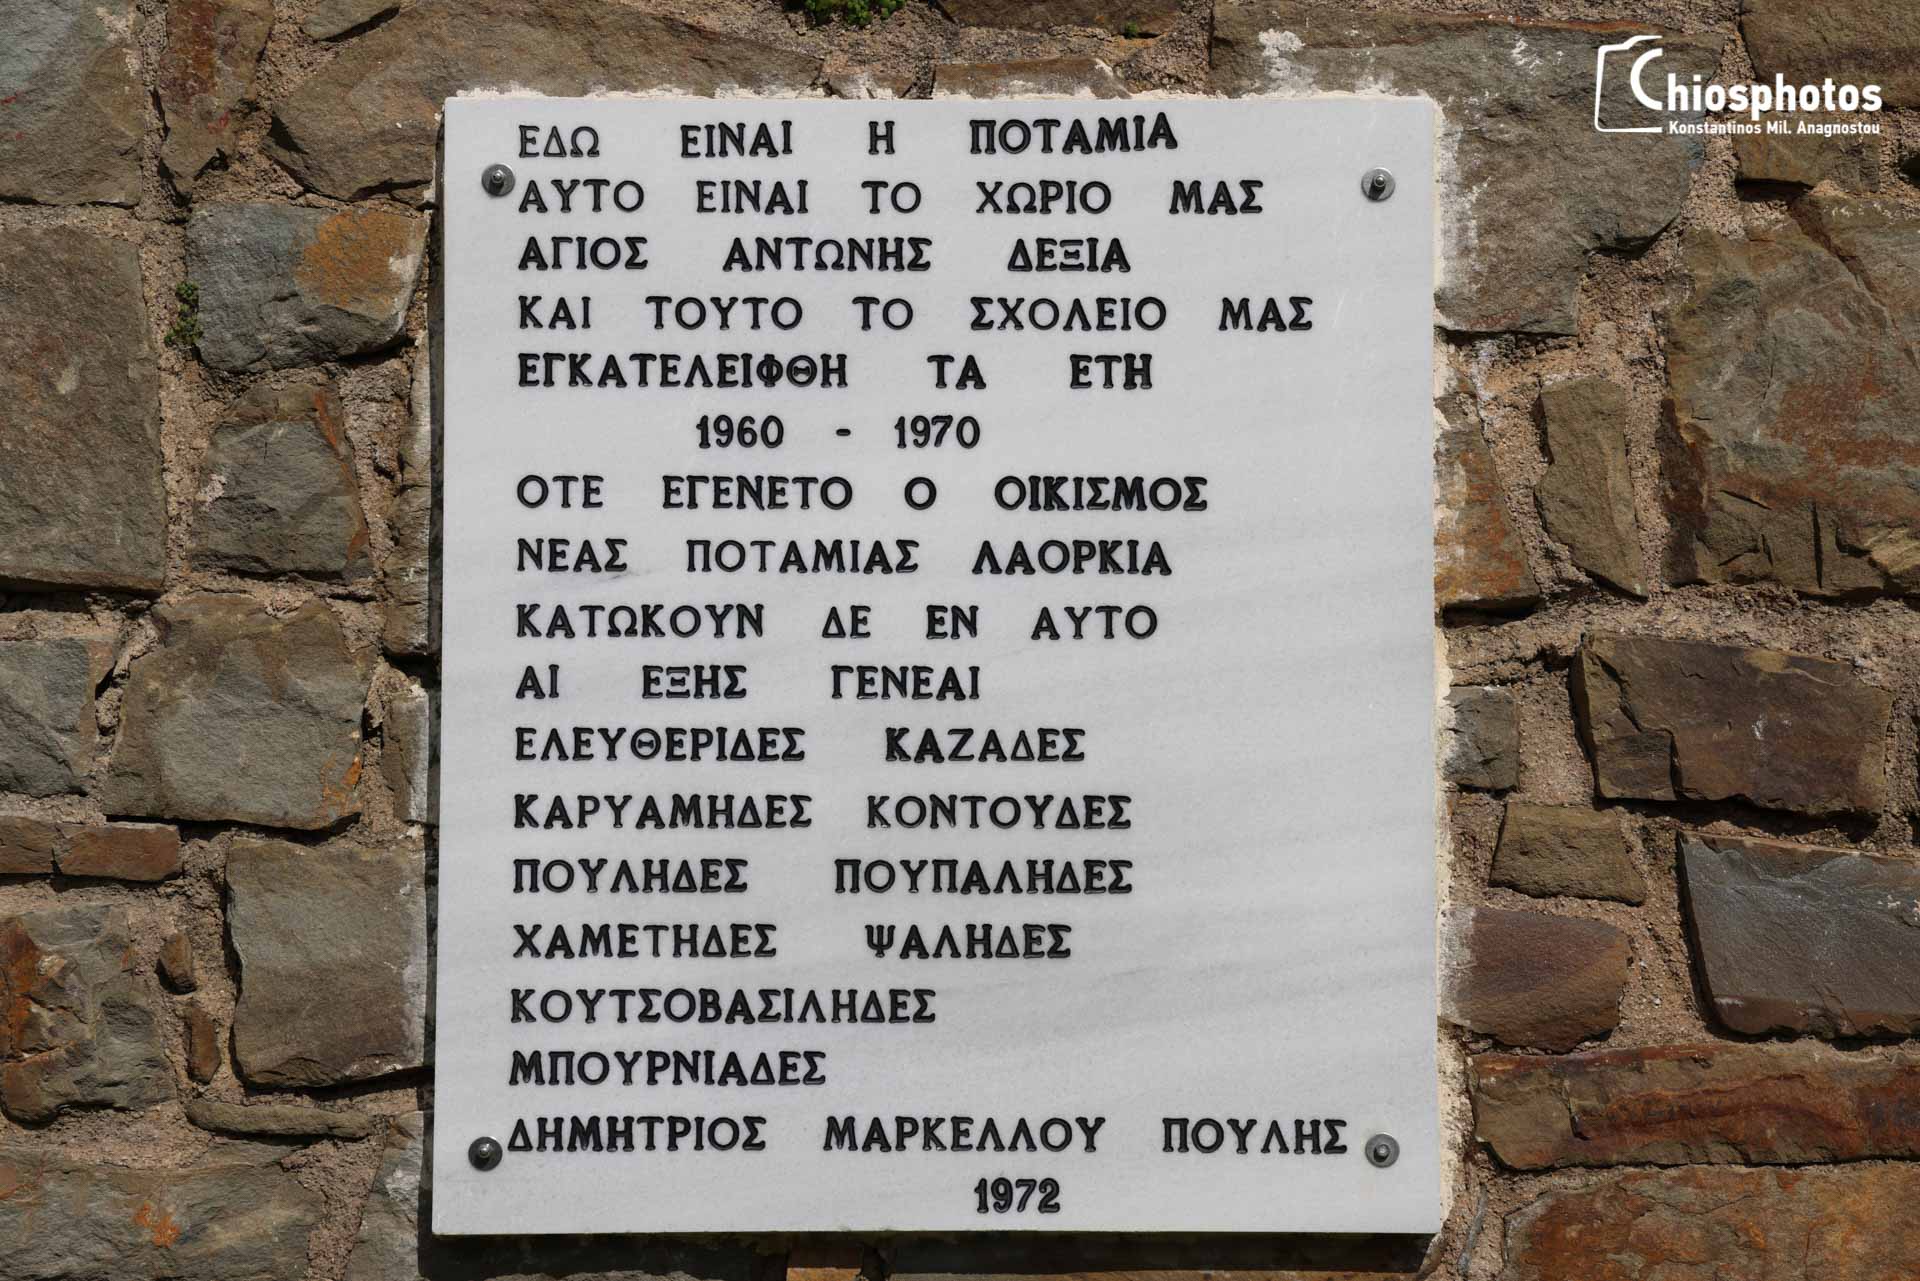 Chiosphotos
Konstantinos Mil. Anagnostou
ΕΔΩ ΕΙΝΑΙ Η ΠΟΤΑΜΙΑ
ΑΥΤΟ ΕΙΝΑΙ ΤΟ ΧΩΡΙΟ ΜΑΣ
ΑΓΙΟΣ ΑΝΤΩΝΗΣ ΔΕΞΙΑ
ΚΑΙ ΤΟΥΤΟ ΤΟ ΣΧΟΛΕΙΟ ΜΑΣ
ΕΓΚΑΤΕΛΕΙΦΘΗ ΤΑ ΕΤΗ
1960 - 1970
ΟΤΕ ΕΓΕΝΕΤΟ Ο ΟΙΚΙΣΜΟΣ
ΝΕΑΣ ΠΟΤΑΜΙΑΣ ΛΑΟΡΚΙΑ
ΚΑΤΩΚΟΥΝ ΔΕ ΕΝ ΑΥΤΟ
ΑΙ ΕΞΗΣ ΓΕΝΕΑΙ
ΕΛΕΥΘΕΡΙΔΕΣ ΚΑΖΑΔΕΣ
ΚΑΡΥΑΜΗΔΕΣ ΚΟΝΤΟΥΔΕΣ
ΠΟΥΛΗΔΕΣ ΠΟΥΠΑΛΗΔΕΣ
ΧΑΜΕΤΗΔΕΣ ΨΑΛΗΔΕΣ
ΚΟΥΤΣΟΒΑΣΙΛΗΔΕΣ
ΜΠΟΥΡΝΙΑΔΕΣ
ΔΗΜΗΤΡΙΟΣ ΜΑΡΚΕΛΛΟΥ ΠΟΥΛΗΣ
1972